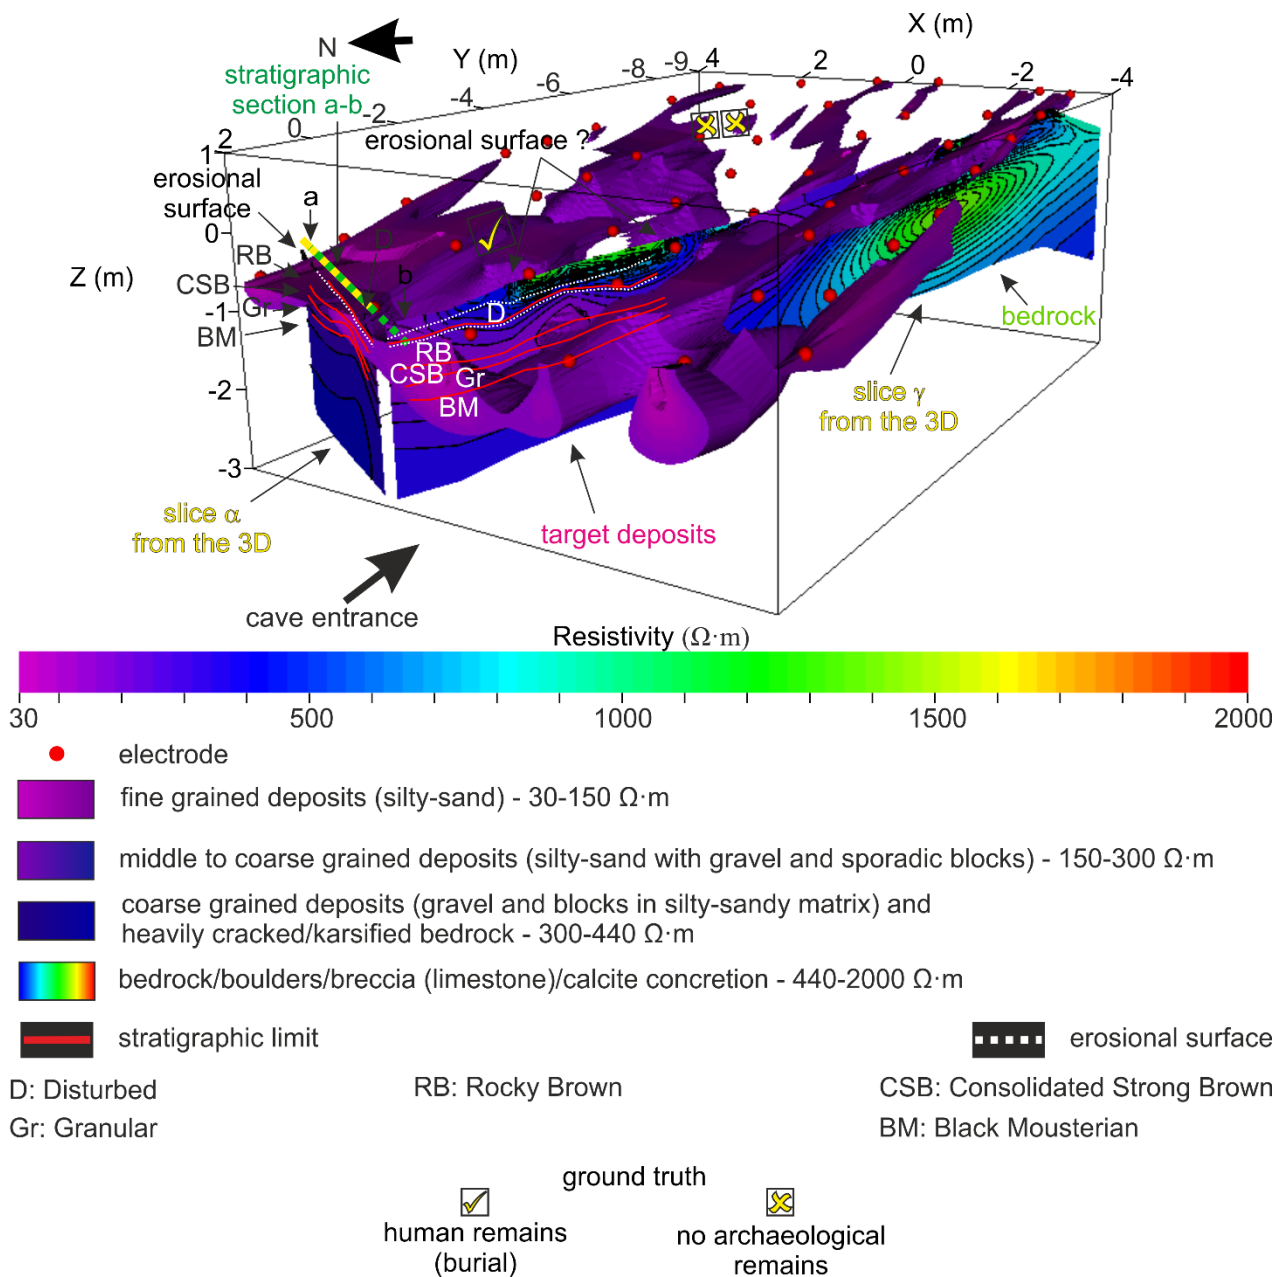 X (m)
N
Y (m)
stratigraphic
section a-b
4
2
0
-2
-4
-9
-8
-6
-4
-2
0
2
erosional surface ?
1
erosional
surface
a
0
D
RB
Z (m)
CSB
b
Gr
-1
D
BM
bedrock
RB
CSB
Gr
-2
BM
slice γ
from the 3D
-3
slice α
from the 3D
target deposits
cave entrance
Resistivity (Ω·m)
30
500
1000
1500
2000
electrode
fine grained deposits (silty-sand) - 30-150 Ω·m
middle to coarse grained deposits (silty-sand with gravel and sporadic blocks) - 150-300 Ω·m
coarse grained deposits (gravel and blocks in silty-sandy matrix) and
heavily cracked/karsified bedrock - 300-440 Ω·m
bedrock/boulders/breccia (limestone)/calcite concretion - 440-2000 Ω·m
stratigraphic limit
erosional surface
D: Disturbed
RB: Rocky Brown
CSB: Consolidated Strong Brown
Gr: Granular
BM: Black Mousterian
ground truth
human remains
(burial)
no archaeological
remains